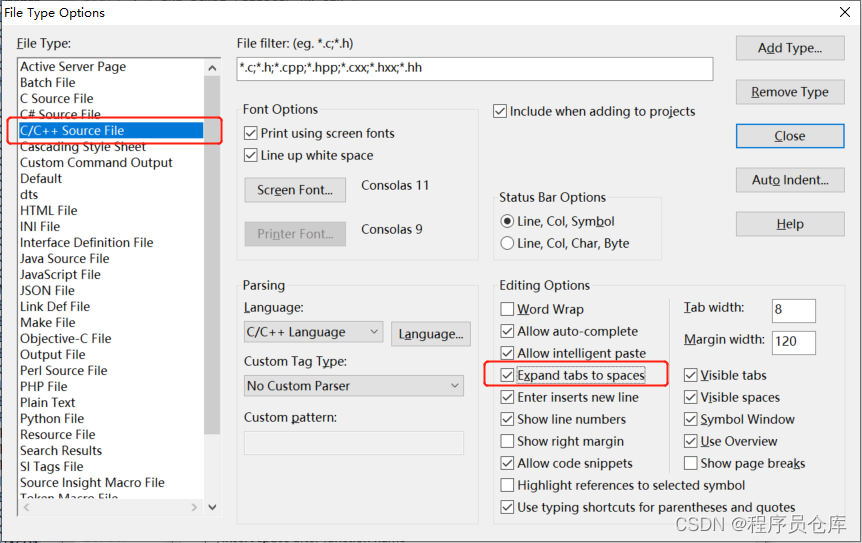 File Type Options
File Type:
Active Server Page
Batch File
C Source File
C# Source File
C/C++ Source File
Cascading Style Sheet
Custom Command Output
Default
dts
HTML File
INI File
Interface Definition File
Java Source File
JavaScript File
JSON File
Link Def File
Make File
Objective-C File
Output File
Perl Source File
PHP File
Plain Text
Python File
Resource File
Search Results
SI Tags File
Source Insight Macro File
Token Macro File
File filter: (eg. *.c;*.h)
*.c;*.h;*.cpp;*.hpp;*.cxx;*.hxx;*.hh
Font Options
Print using screen fonts
Line up white space
Screen Font...
Consolas 11
Printer Font...
Consolas 9
Include when adding to projects
Status Bar Options
Line, Col, Symbol
Line, Col, Char, Byte
Add Type...
Remove Type
Close
Auto Indent...
Help
Parsing
Language:
C/C++ Language
Language...
Custom Tag Type:
No Custom Parser
Custom pattern:
Editing Options
Word Wrap
Allow auto-complete
Allow intelligent paste
Expand tabs to spaces
Enter inserts new line
Show line numbers
Show right margin
Allow code snippets
Highlight references to selected symbol
Use typing shortcuts for parentheses and quotes
Tab width:
8
Margin width:
120
Visible tabs
Visible spaces
Symbol Window
Use Overview
Show page breaks
CSDN @程序员仓库